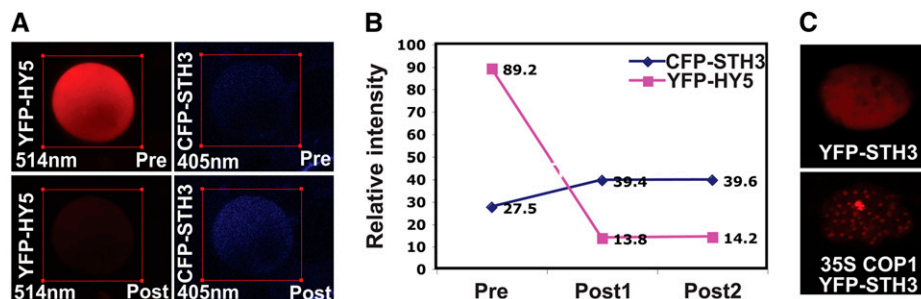 A
YFP-HY5
514nm
Pre
CFP-STH3
405nm
Pre
YFP-HY5
514nm
Post
CFP-STH3
405nm
Post
B
Relative intensity
100
90
80
70
60
50
40
30
20
10
0
CFP-STH3
YFP-HY5
89.2
27.5
39.4
13.8
39.6
14.2
Pre
Post1
Post2
C
YFP-STH3
35S COP1
YFP-STH3